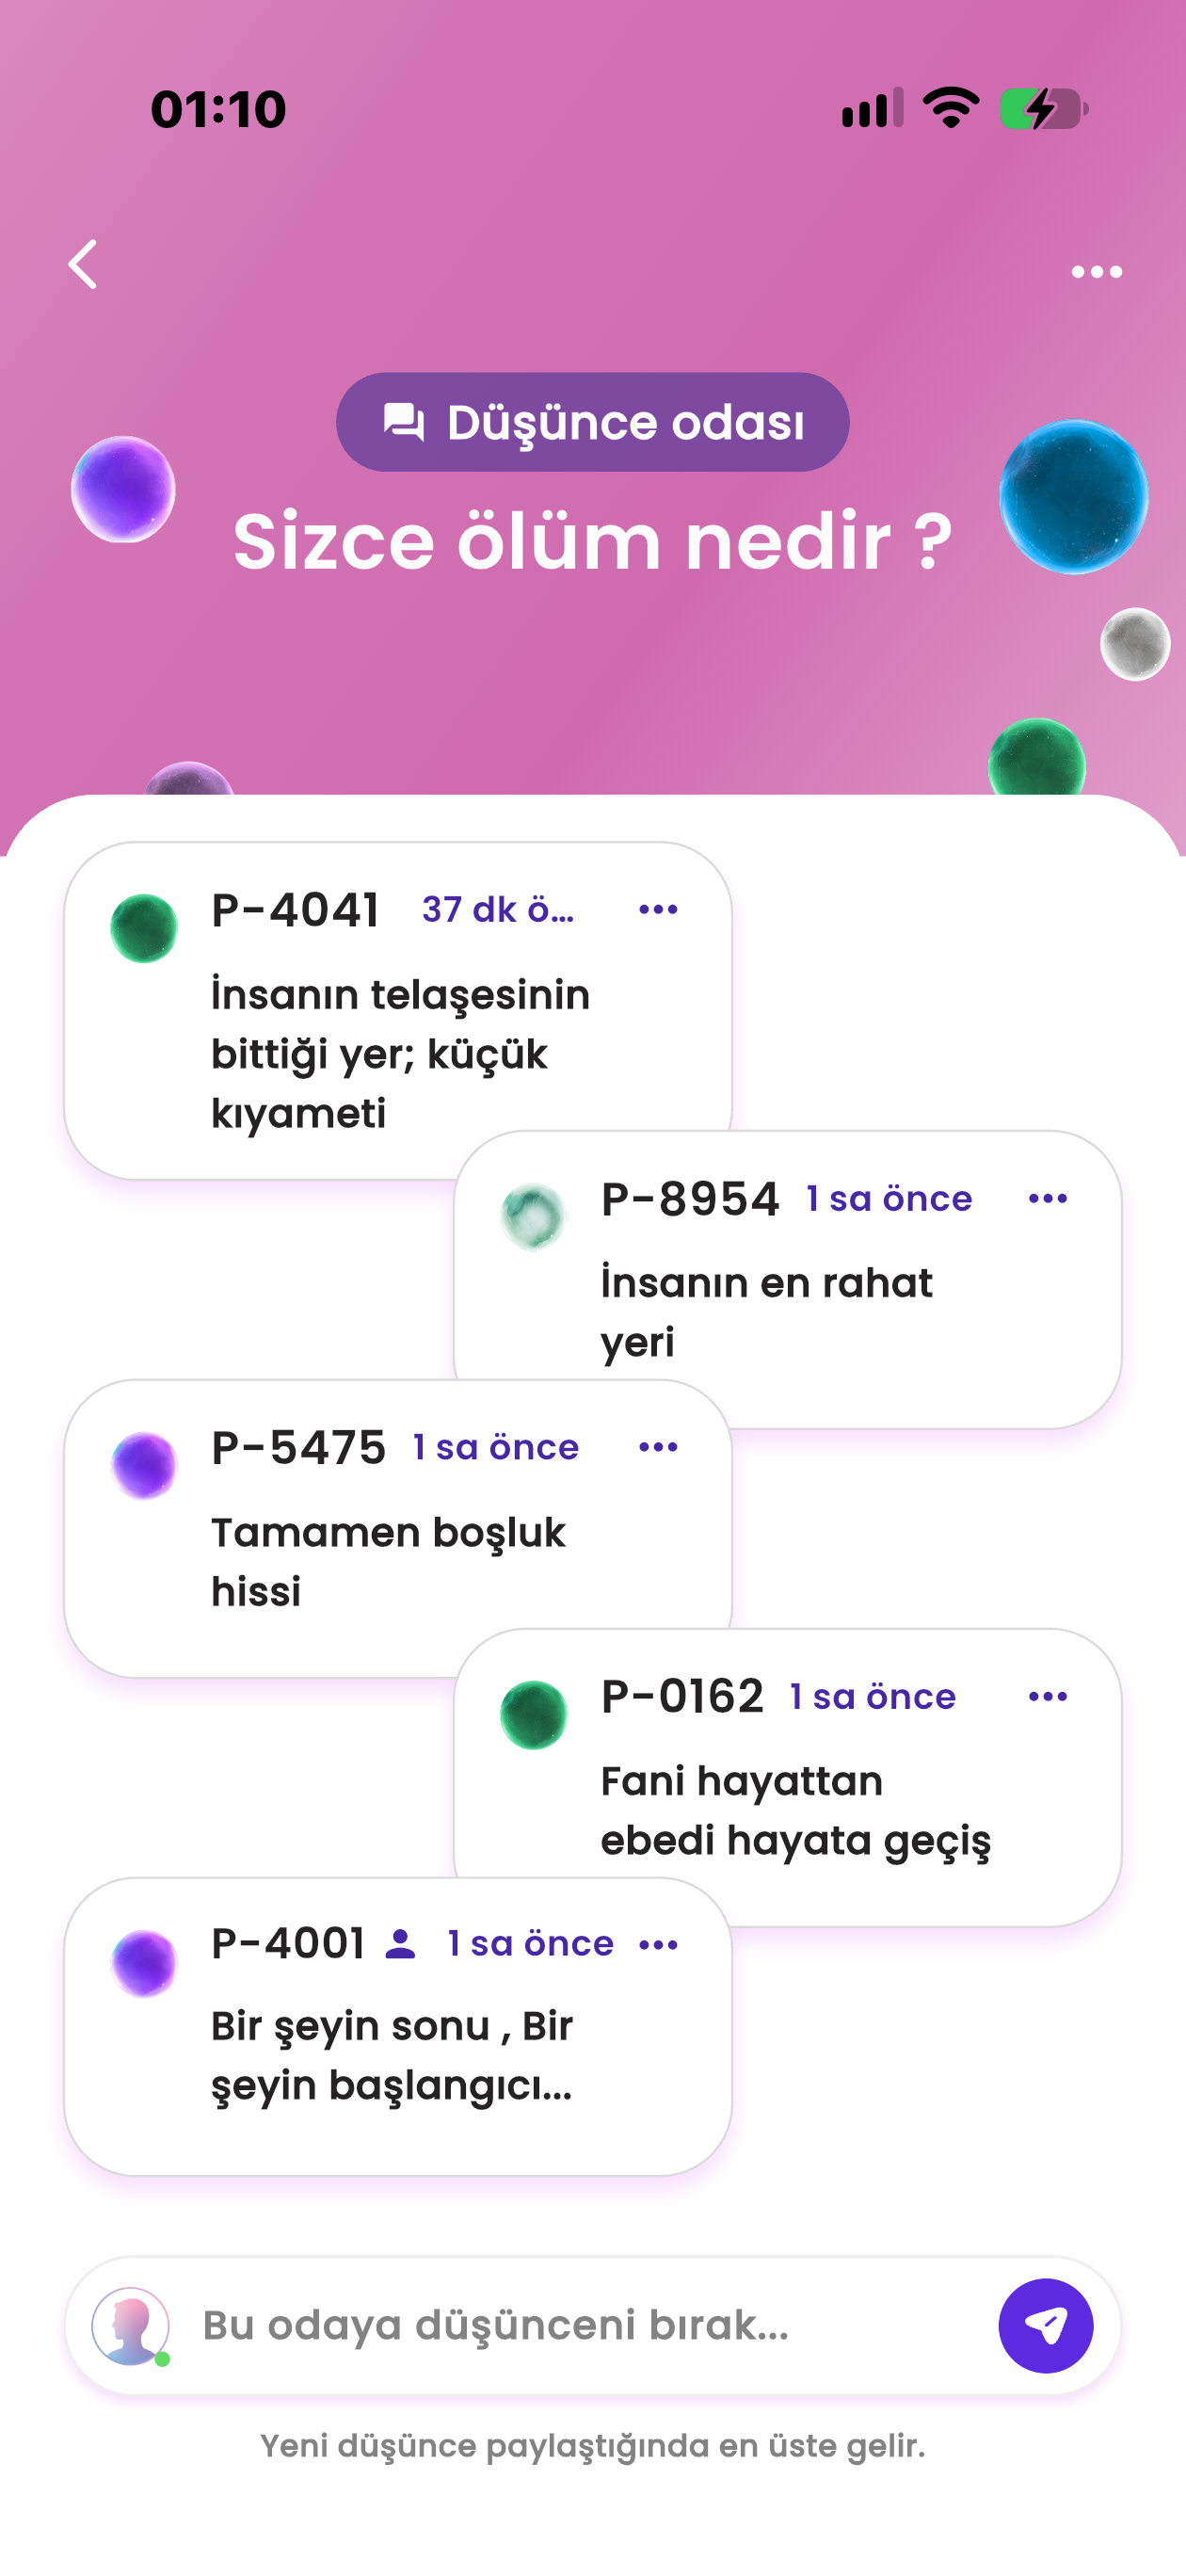 01:10
Düşünce odası
Sizce ölüm nedir ?
P-4041 37 dk ö...
İnsanın telaşesinin
bittiği yer; küçük
kıyameti
P-8954 1 sa önce
İnsanın en rahat
yeri
P-5475 1 sa önce
Tamamen boşluk
hissi
P-0162 1 sa önce
Fani hayattan
ebedi hayata geçiş
P-4001 1 sa önce
Bir şeyin sonu , Bir
şeyin başlangıcı...
Bu odaya düşünceni bırak...
Yeni düşünce paylaştığında en üste gelir.